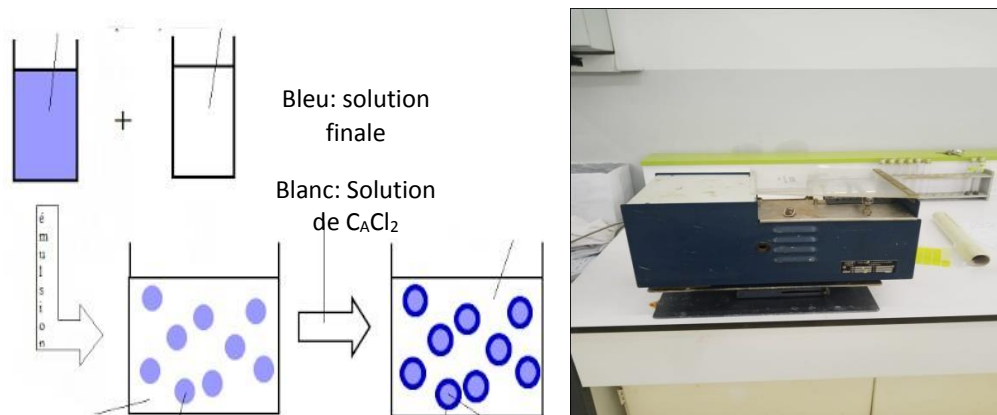 Bleu: solution
finale
+
Blanc: Solution
de CACl2
émulsion